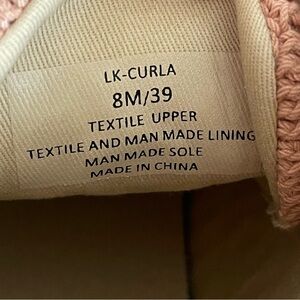 LK-CURLA
8M/39
TEXTILE UPPER
TEXTILE AND MAN MADE LINING
MAN MADE SOLE
MADE IN CHINA